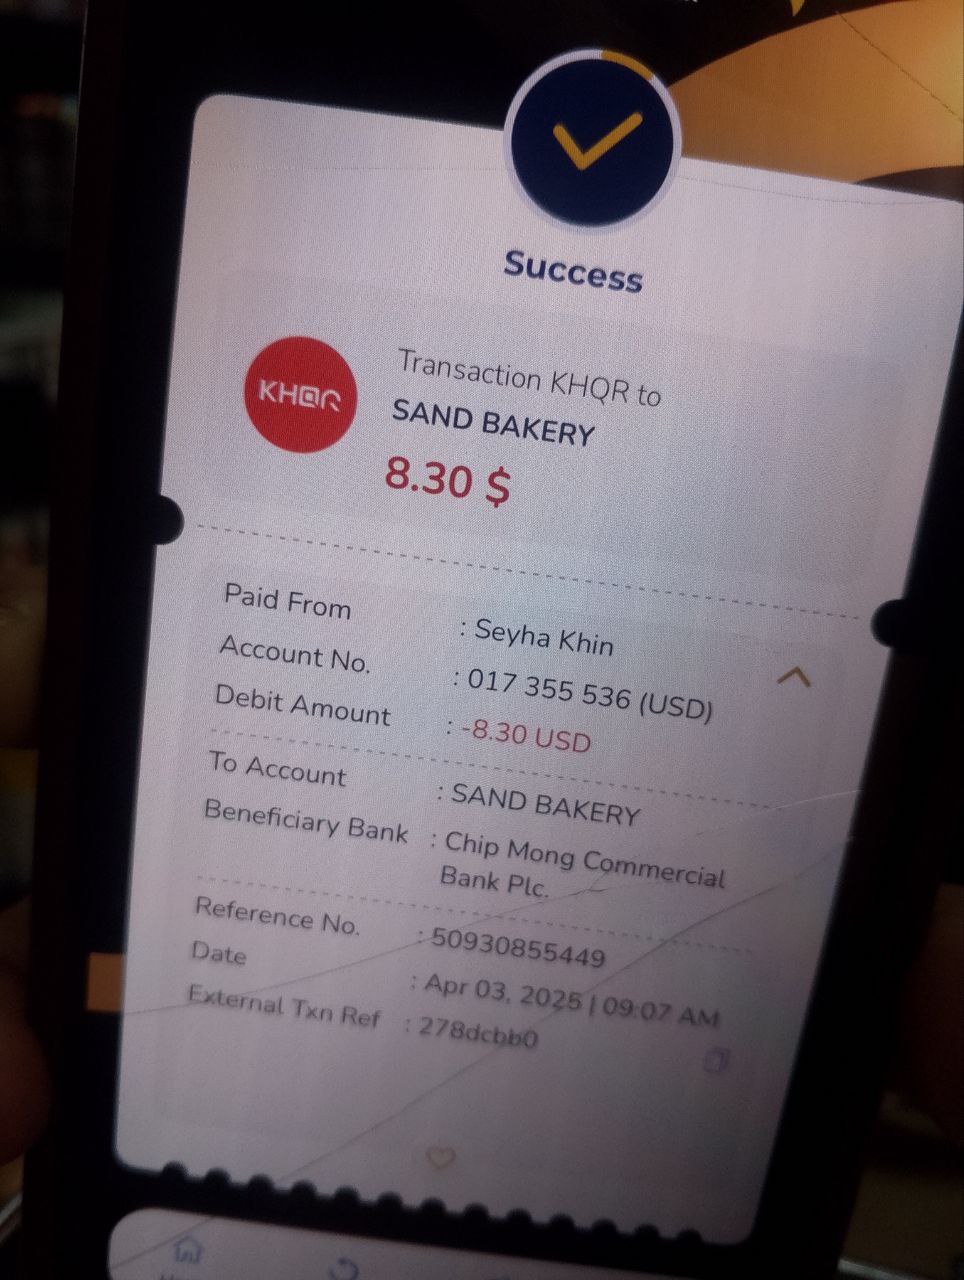 Success
KHQR
Transaction KHQR to
SAND BAKERY
8.30 $
Paid From : Seyha Khin
Account No. : 017 355 536 (USD)
Debit Amount : -8.30 USD
To Account : SAND BAKERY
Beneficiary Bank : Chip Mong Commercial
Bank Plc.
Reference No. : 50930855449
Date : Apr 03, 2025 | 09:07 AM
External Txn Ref : 278dcbb0